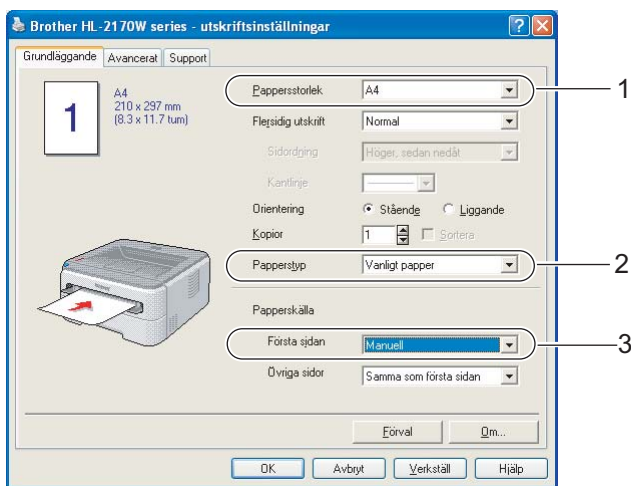 Brother HL-2170W series - utskriftsinställningar
Grundläggande Avancerat Support
1
A4
210 x 297 mm
(8.3 x 11.7 tum)
Pappersstorlek A4 1
Flersidig utskrift Normal
Sidordning Höger, sedan nedåt
Kantlinje
Orientering Stående Liggande
Kopior 1 Sortera
Papperstyp Vanligt papper 2
Papperskälla
Första sidan Manuell 3
Övriga sidor Samma som första sidan
Förval Om...
OK Avbryt Verkställ Hjälp